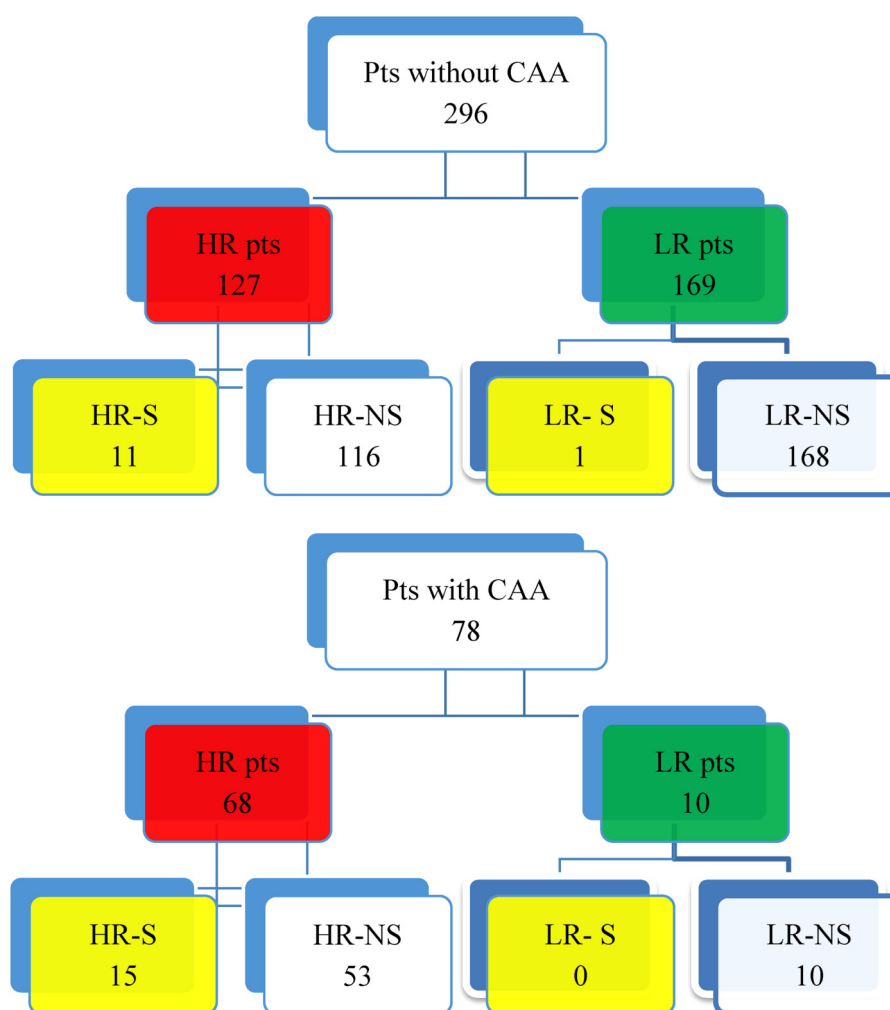 Pts without CAA
296
HR pts
127
LR pts
169
HR-S
11
HR-NS
116
LR- S
1
LR-NS
168
Pts with CAA
78
HR pts
68
LR pts
10
HR-S
15
HR-NS
53
LR- S
0
LR-NS
10